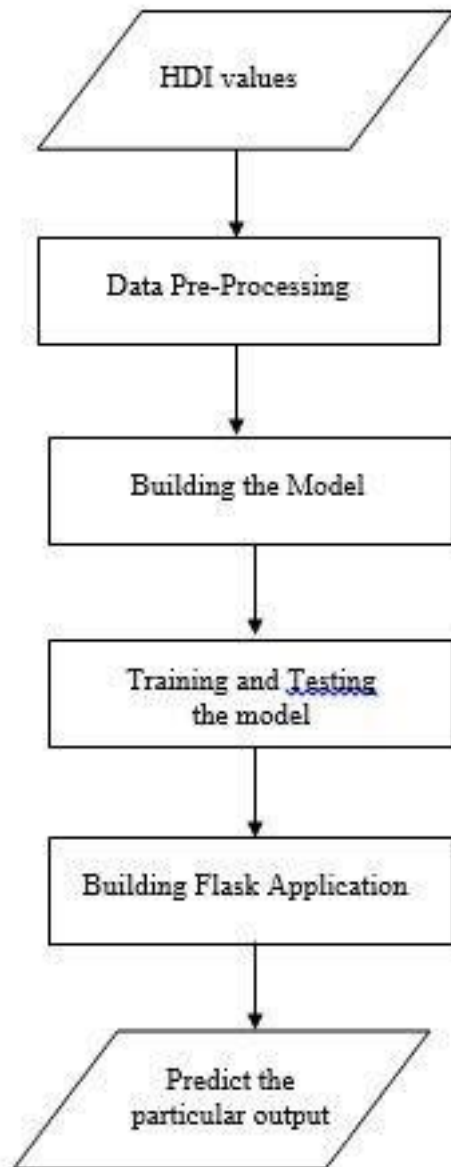 HDI values
Data Pre-Processing
Building the Model
Training and Testing
the model
Building Flask Application
Predict the
particular output